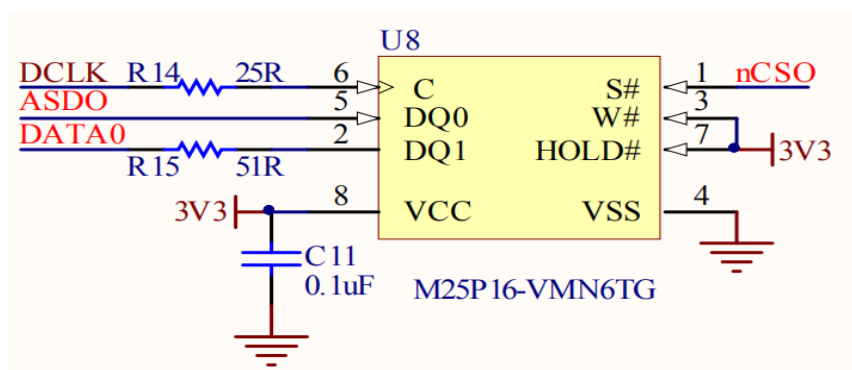 U8
DCLK R14 25R 6 C S# 1 nCSO
ASDO 5 DQ0 W# 3
DATA0 2 DQ1 HOLD# 7 3V3
R15 51R
3V3 8 VCC VSS 4
C11
0.1uF M25P16-VMN6TG